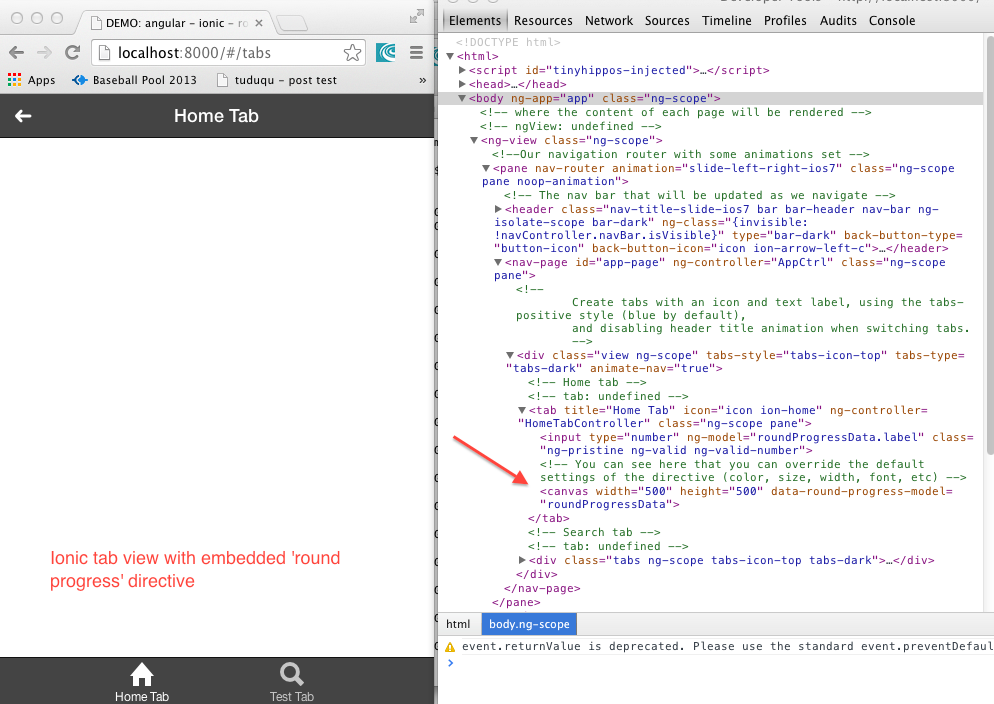 DEMO: angular – ionic – ro
localhost:8000/#/tabs
Apps Baseball Pool 2013 tuduqu – post test »
Home Tab
Ionic tab view with embedded 'round
progress' directive
Home Tab Test Tab
Elements Resources Network Sources Timeline Profiles Audits Console
<!DOCTYPE html>
<html>
<script id="tinyhippos-injected">…</script>
<head>…</head>
<body ng-app="app" class="ng-scope">
<!-- where the content of each page will be rendered -->
<!-- ngView: undefined -->
<ng-view class="ng-scope">
<!--Our navigation router with some animations set -->
<pane nav-router animation="slide-left-right-ios7" class="ng-scope
pane noop-animation">
<!-- The nav bar that will be updated as we navigate -->
<header class="nav-title-slide-ios7 bar bar-header nav-bar ng-
isolate-scope bar-dark" ng-class="{invisible:
!navController.navBar.isVisible}" type="bar-dark" back-button-type=
"button-icon" back-button-icon="icon ion-arrow-left-c">…</header>
<nav-page id="app-page" ng-controller="AppCtrl" class="ng-scope
pane">
<!--
Create tabs with an icon and text label, using the tabs-
positive style (blue by default),
and disabling header title animation when switching tabs.
-->
<div class="view ng-scope" tabs-style="tabs-icon-top" tabs-type=
"tabs-dark" animate-nav="true">
<!-- Home tab -->
<!-- tab: undefined -->
<tab title="Home Tab" icon="icon ion-home" ng-controller=
"HomeTabController" class="ng-scope pane">
<input type="number" ng-model="roundProgressData.label" class=
"ng-pristine ng-valid ng-valid-number">
<!-- You can see here that you can override the default
settings of the directive (color, size, width, font, etc) -->
<canvas width="500" height="500" data-round-progress-model=
"roundProgressData">
</tab>
<!-- Search tab -->
<!-- tab: undefined -->
<div class="tabs ng-scope tabs-icon-top tabs-dark">…</div>
</div>
</nav-page>
</pane>
html body.ng-scope
event.returnValue is deprecated. Please use the standard event.preventDefaul